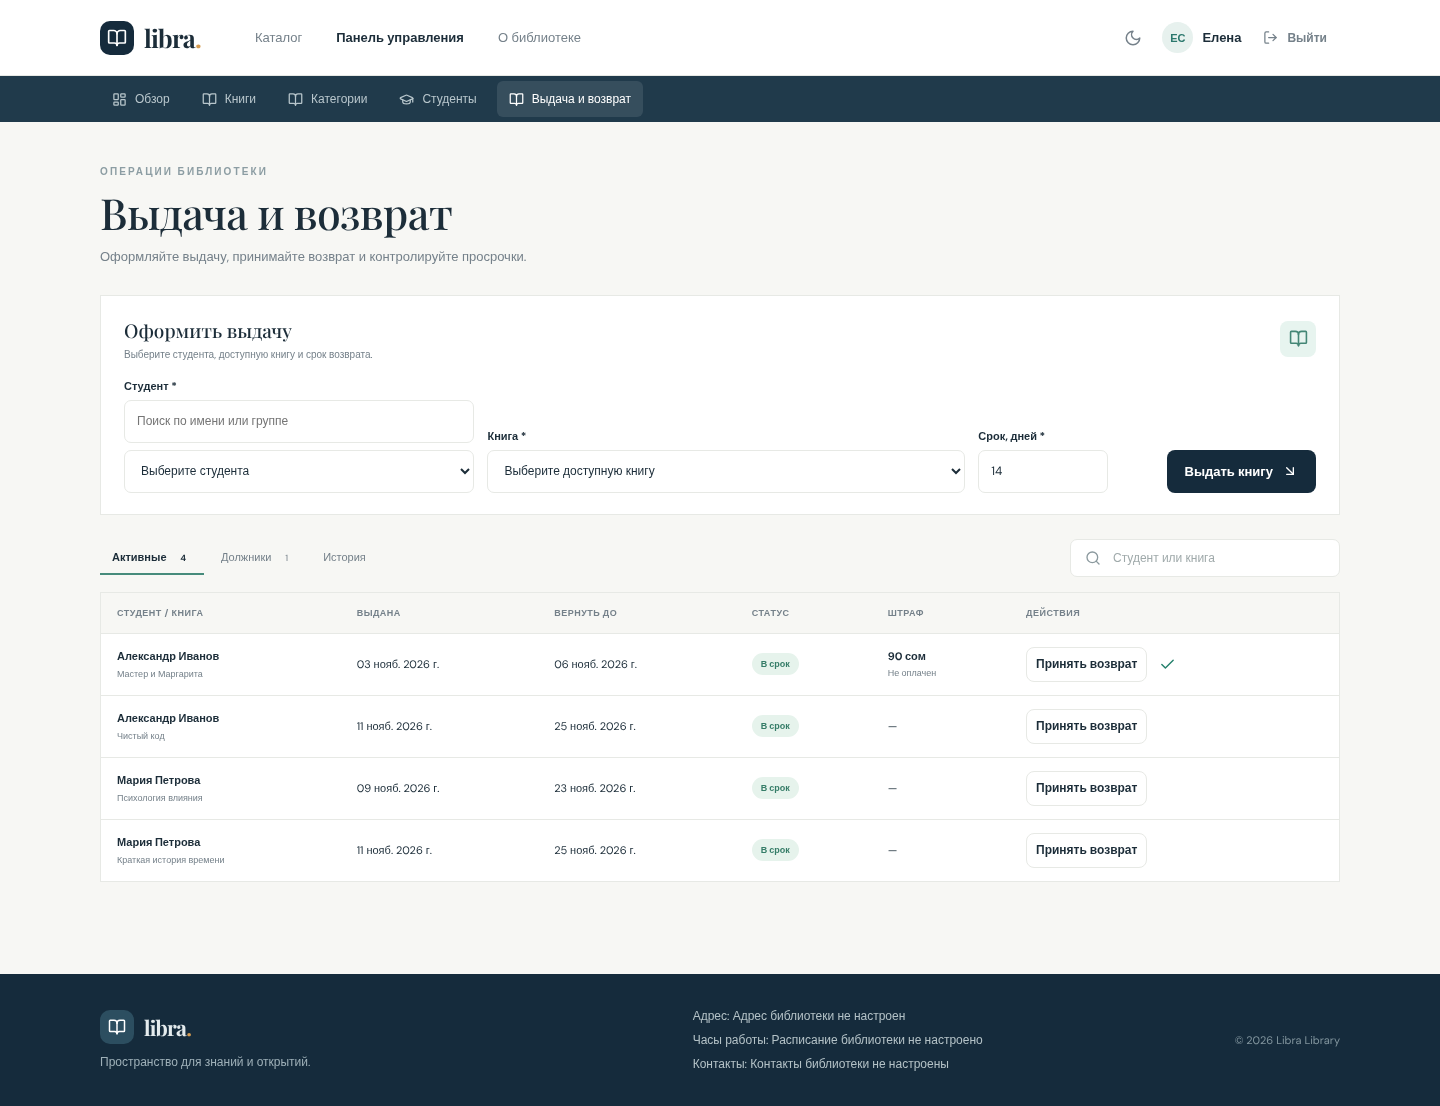 libra.
Каталог
Панель управления
О библиотеке
ЕС
Елена
Выйти
Обзор
Книги
Категории
Студенты
Выдача и возврат
ОПЕРАЦИИ БИБЛИОТЕКИ
Выдача и возврат
Оформляйте выдачу, принимайте возврат и контролируйте просрочки.
Оформить выдачу
Выберите студента, доступную книгу и срок возврата.
Студент *
Поиск по имени или группе
Выберите студента
Книга *
Выберите доступную книгу
Срок, дней *
14
Выдать книгу
Активные 4
Должники 1
История
Студент или книга
СТУДЕНТ / КНИГА ВЫДАНА ВЕРНУТЬ ДО СТАТУС ШТРАФ ДЕЙСТВИЯ
Александр Иванов
Мастер и Маргарита
03 нояб. 2026 г.
06 нояб. 2026 г.
В срок
90 сом
Не оплачен
Принять возврат
Александр Иванов
Чистый код
11 нояб. 2026 г.
25 нояб. 2026 г.
В срок
—
Принять возврат
Мария Петрова
Психология влияния
09 нояб. 2026 г.
23 нояб. 2026 г.
В срок
—
Принять возврат
Мария Петрова
Краткая история времени
11 нояб. 2026 г.
25 нояб. 2026 г.
В срок
—
Принять возврат
libra.
Пространство для знаний и открытий.
Адрес: Адрес библиотеки не настроен
Часы работы: Расписание библиотеки не настроено
Контакты: Контакты библиотеки не настроены
© 2026 Libra Library